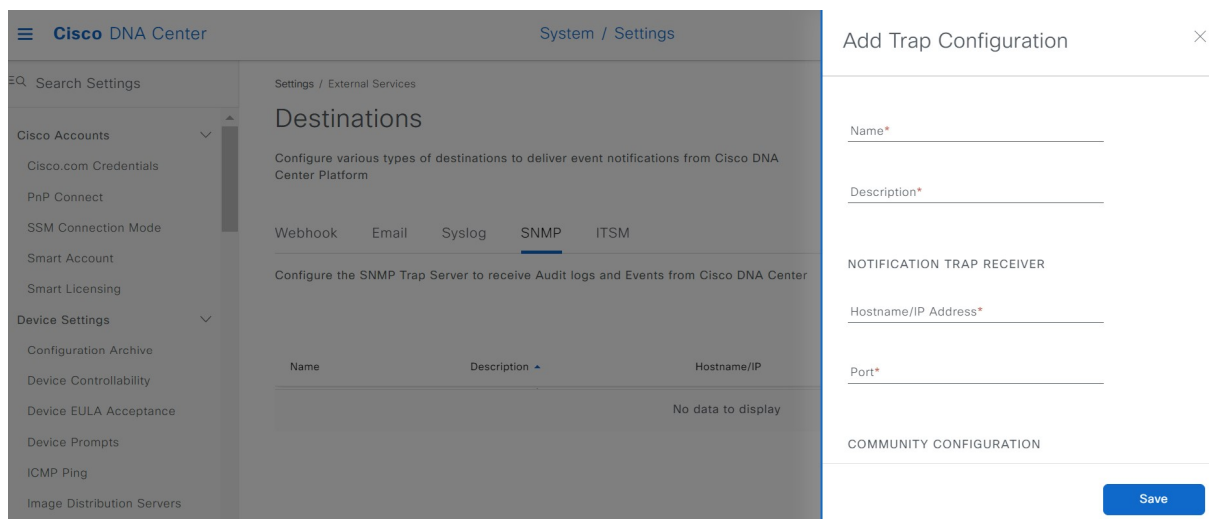 Cisco DNA Center
System / Settings
Search Settings
Cisco Accounts
Cisco.com Credentials
PnP Connect
SSM Connection Mode
Smart Account
Smart Licensing
Device Settings
Configuration Archive
Device Controllability
Device EULA Acceptance
Device Prompts
ICMP Ping
Image Distribution Servers
Settings / External Services
Destinations
Configure various types of destinations to deliver event notifications from Cisco DNA
Center Platform
Webhook Email Syslog SNMP ITSM
Configure the SNMP Trap Server to receive Audit logs and Events from Cisco DNA Center
Name Description Hostname/IP
No data to display
Add Trap Configuration
Name*
Description*
NOTIFICATION TRAP RECEIVER
Hostname/IP Address*
Port*
COMMUNITY CONFIGURATION
Save